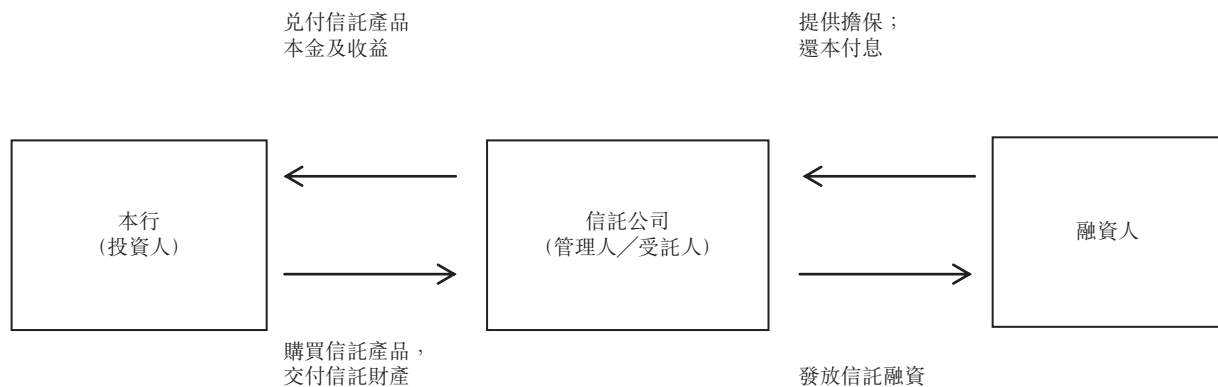 兌付信託產品
本金及收益
提供擔保；
還本付息
本行
（投資人）
信託公司
（管理人／受託人）
融資人
購買信託產品，
交付信託財產
發放信託融資